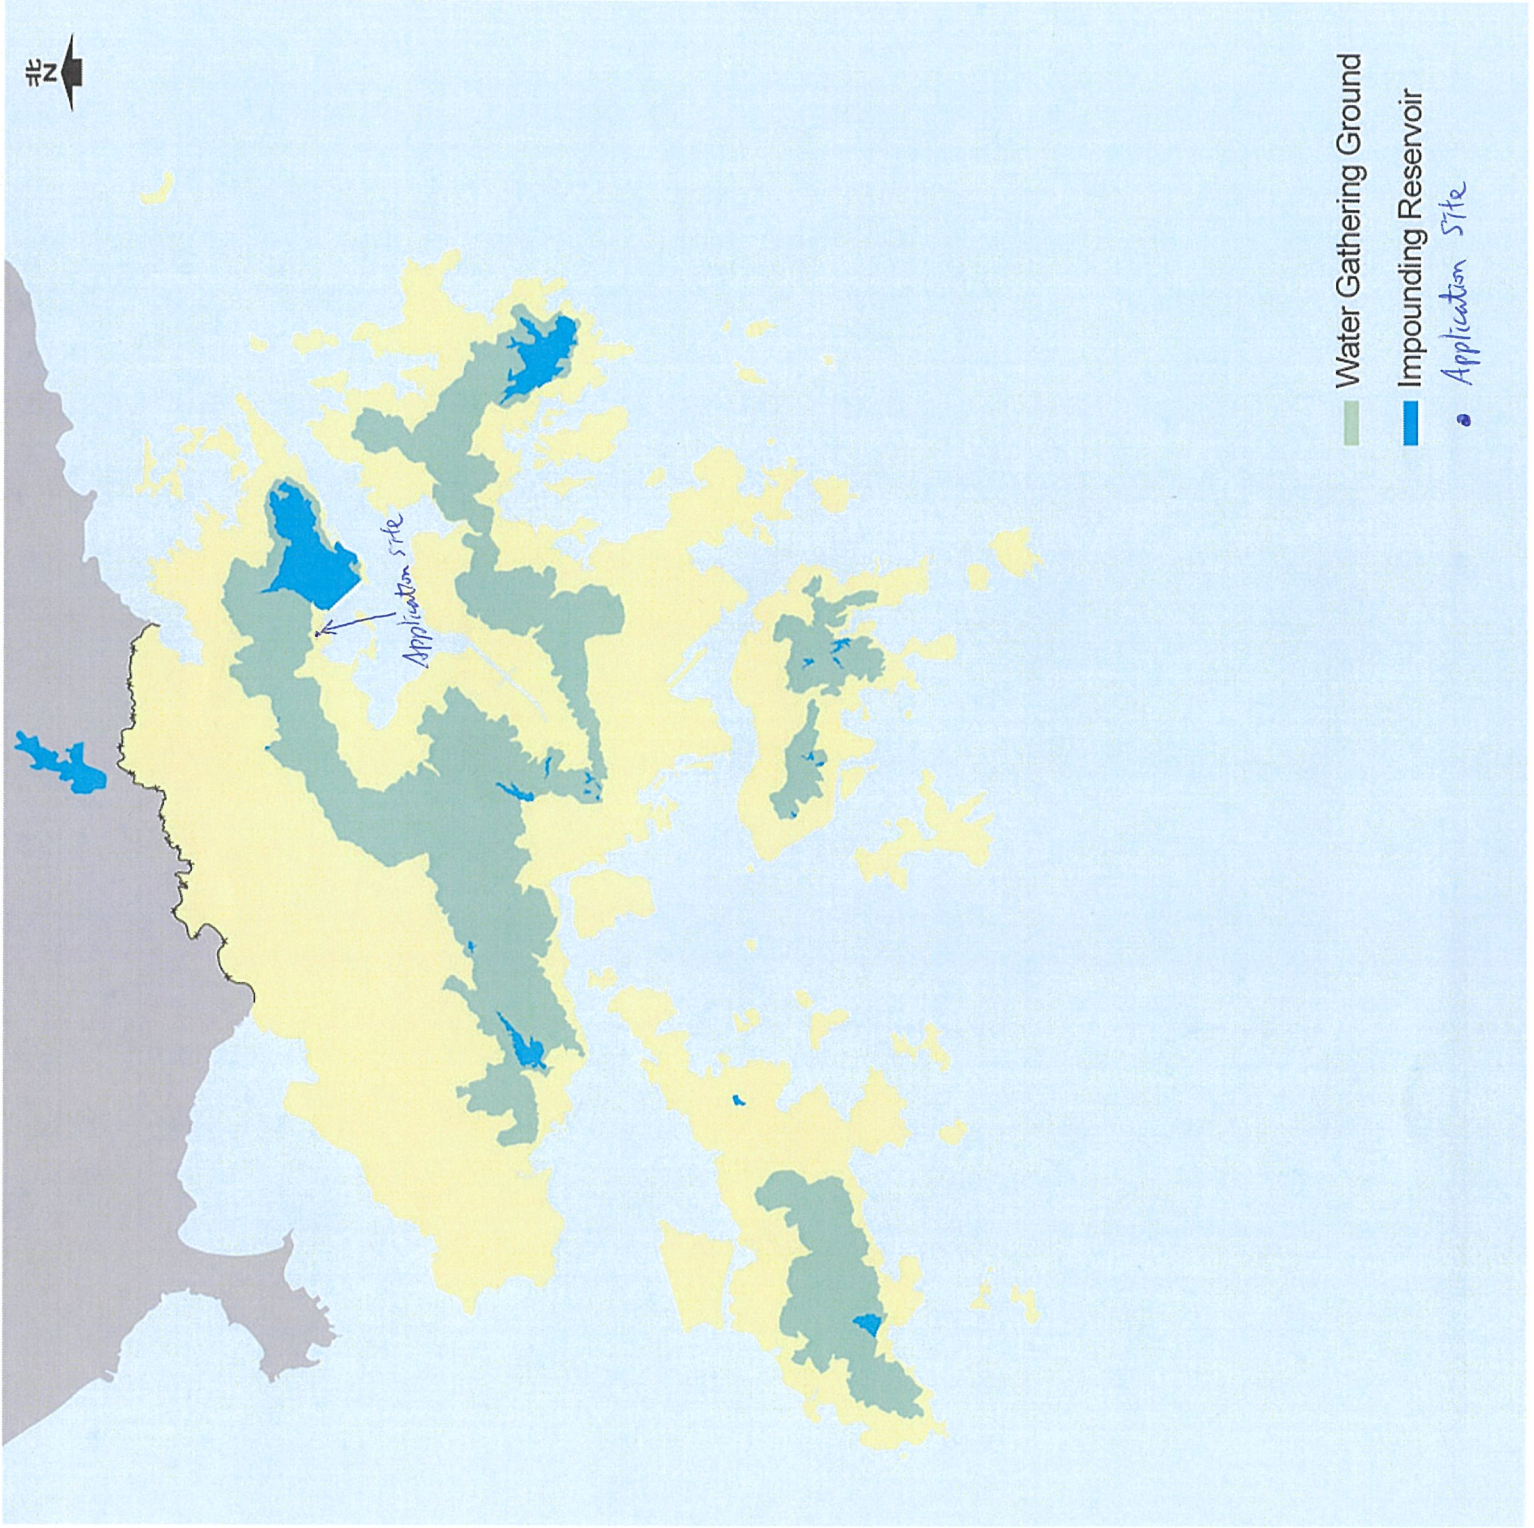 北
N
Application site
Water Gathering Ground
Impounding Reservoir
Application site